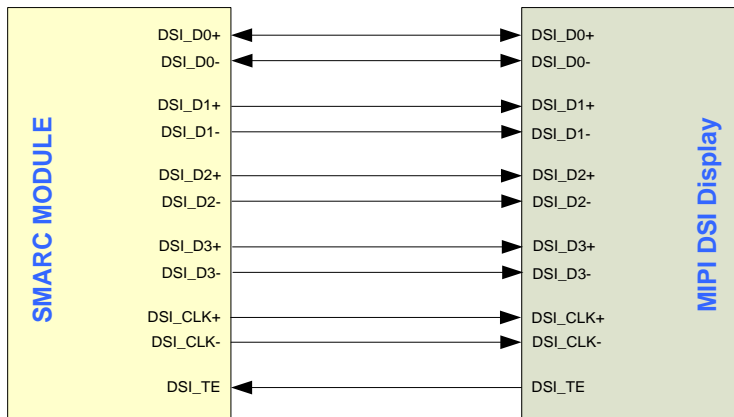 SMARC MODULE
DSI_D0+ DSI_D0+
DSI_D0- DSI_D0-
DSI_D1+ DSI_D1+
DSI_D1- DSI_D1-
DSI_D2+ DSI_D2+
DSI_D2- DSI_D2-
DSI_D3+ DSI_D3+
DSI_D3- DSI_D3-
DSI_CLK+ DSI_CLK+
DSI_CLK- DSI_CLK-
DSI_TE DSI_TE
MIPI DSI Display